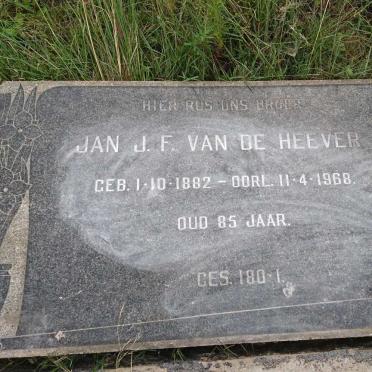 HIER RUS ONS BROER
JAN J. F. VAN DE HEEVER
GEB. 1·10·1882 – OORL. 11·4·1968.
OUD 85 JAAR.
GES. 180·1.